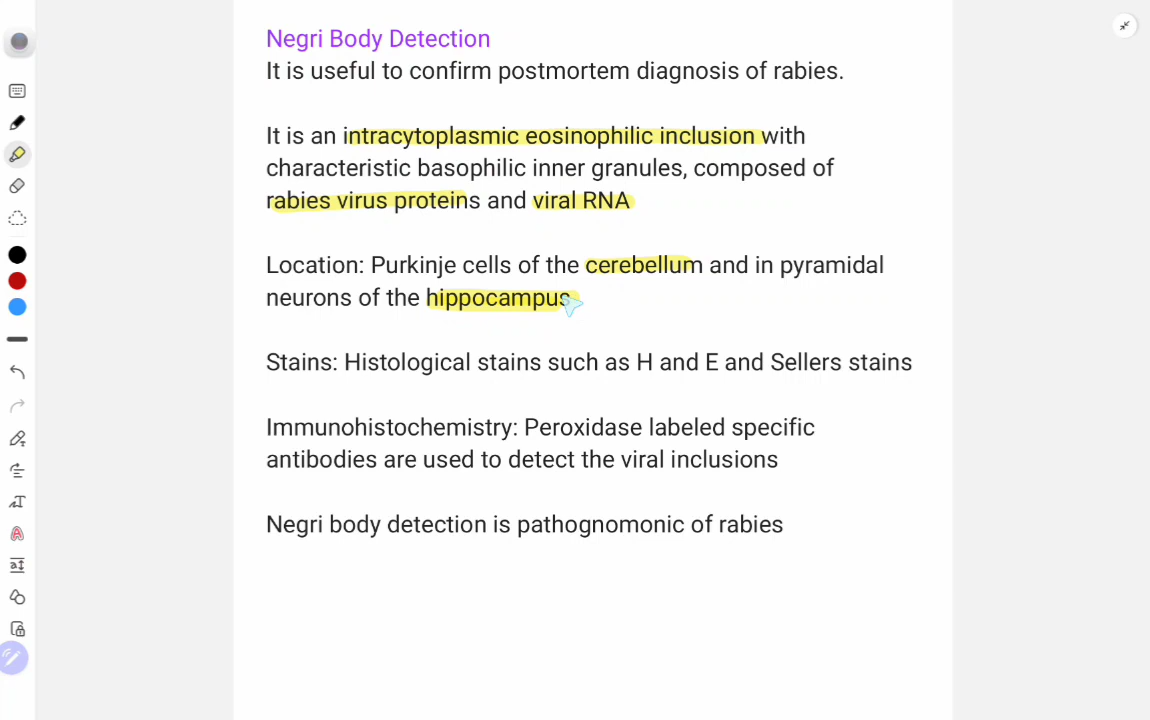 Negri Body Detection
It is useful to confirm postmortem diagnosis of rabies.
It is an intracytoplasmic eosinophilic inclusion with
characteristic basophilic inner granules, composed of
rabies virus proteins and viral RNA
Location: Purkinje cells of the cerebellum and in pyramidal
neurons of the hippocampus
Stains: Histological stains such as H and E and Sellers stains
Immunohistochemistry: Peroxidase labeled specific
antibodies are used to detect the viral inclusions
Negri body detection is pathognomonic of rabies